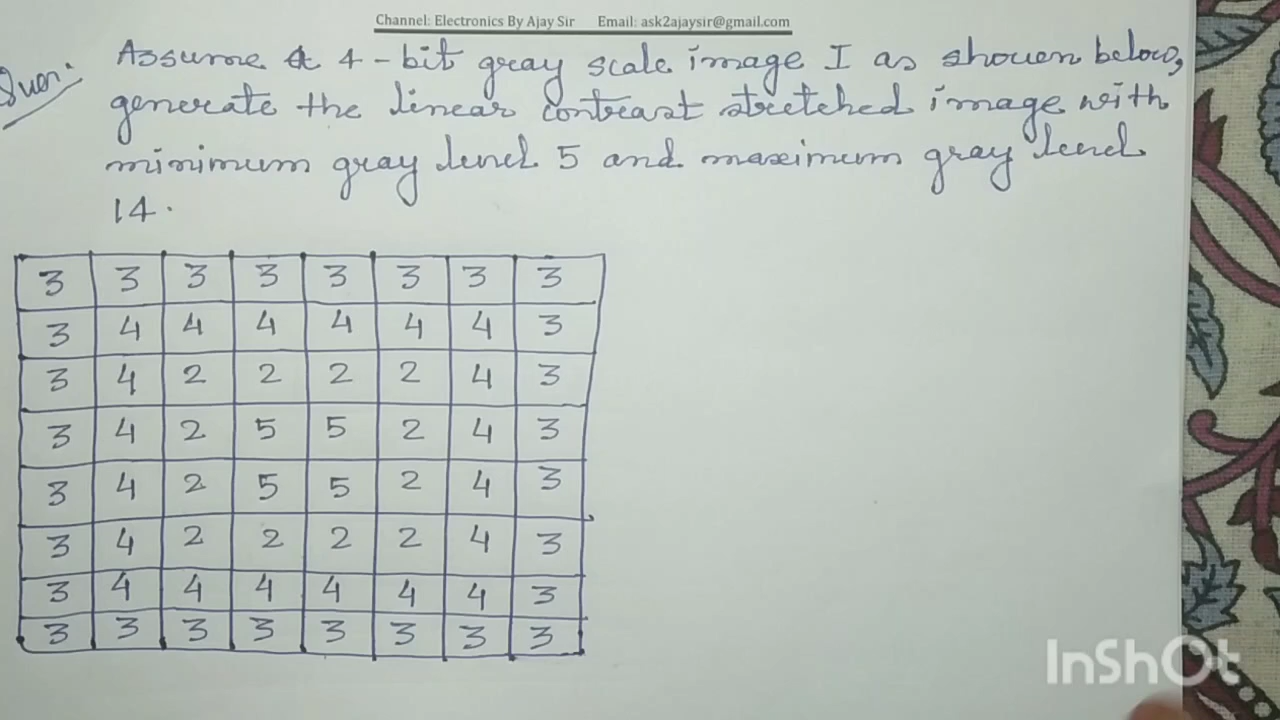 Channel: Electronics By Ajay Sir Email: ask2ajaysir@gmail.com
Ques. Assume a 4-bit gray scale image I as shown below,
generate the linear contrast stretched image with
minimum gray level 5 and maximum gray level
14.
3 3 3 3 3 3 3 3
3 4 4 4 4 4 4 3
3 4 2 2 2 2 4 3
3 4 2 5 5 2 4 3
3 4 2 5 5 2 4 3
3 4 2 2 2 2 4 3
3 4 4 4 4 4 4 3
3 3 3 3 3 3 3 3
InShOt